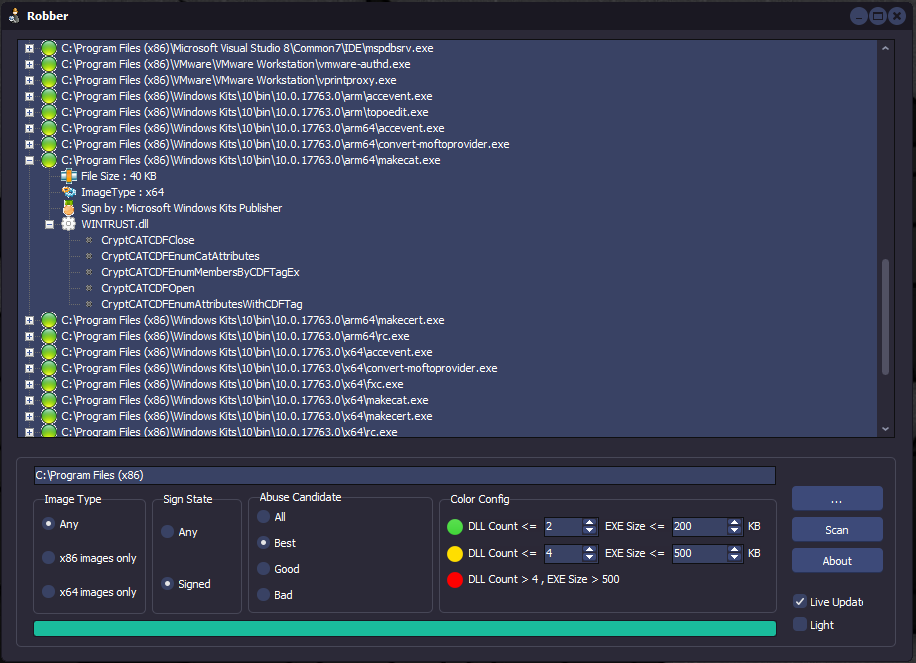 Robber
C:\Program Files (x86)\Microsoft Visual Studio 8\Common7\IDE\mspdbsrv.exe
C:\Program Files (x86)\VMware\VMware Workstation\vmware-authd.exe
C:\Program Files (x86)\VMware\VMware Workstation\vprintproxy.exe
C:\Program Files (x86)\Windows Kits\10\bin\10.0.17763.0\arm\accevent.exe
C:\Program Files (x86)\Windows Kits\10\bin\10.0.17763.0\arm\topoedit.exe
C:\Program Files (x86)\Windows Kits\10\bin\10.0.17763.0\arm64\accevent.exe
C:\Program Files (x86)\Windows Kits\10\bin\10.0.17763.0\arm64\convert-moftoprovider.exe
C:\Program Files (x86)\Windows Kits\10\bin\10.0.17763.0\arm64\makecat.exe
File Size : 40 KB
ImageType : x64
Sign by : Microsoft Windows Kits Publisher
WINTRUST.dll
CryptCATCDFClose
CryptCATCDFEnumCatAttributes
CryptCATCDFEnumMembersByCDFTagEx
CryptCATCDFOpen
CryptCATCDFEnumAttributesWithCDFTag
C:\Program Files (x86)\Windows Kits\10\bin\10.0.17763.0\arm64\makecert.exe
C:\Program Files (x86)\Windows Kits\10\bin\10.0.17763.0\arm64\rc.exe
C:\Program Files (x86)\Windows Kits\10\bin\10.0.17763.0\x64\accevent.exe
C:\Program Files (x86)\Windows Kits\10\bin\10.0.17763.0\x64\convert-moftoprovider.exe
C:\Program Files (x86)\Windows Kits\10\bin\10.0.17763.0\x64\fxc.exe
C:\Program Files (x86)\Windows Kits\10\bin\10.0.17763.0\x64\makecat.exe
C:\Program Files (x86)\Windows Kits\10\bin\10.0.17763.0\x64\makecert.exe
C:\Program Files (x86)\Windows Kits\10\bin\10.0.17763.0\x64\rc.exe
C:\Program Files (x86)
...
Image Type
Any
x86 images only
x64 images only
Sign State
Any
Signed
Abuse Candidate
All
Best
Good
Bad
Color Config
DLL Count <= 2 EXE Size <= 200 KB
DLL Count <= 4 EXE Size <= 500 KB
DLL Count > 4 , EXE Size > 500
Scan
About
Live Updat
Light